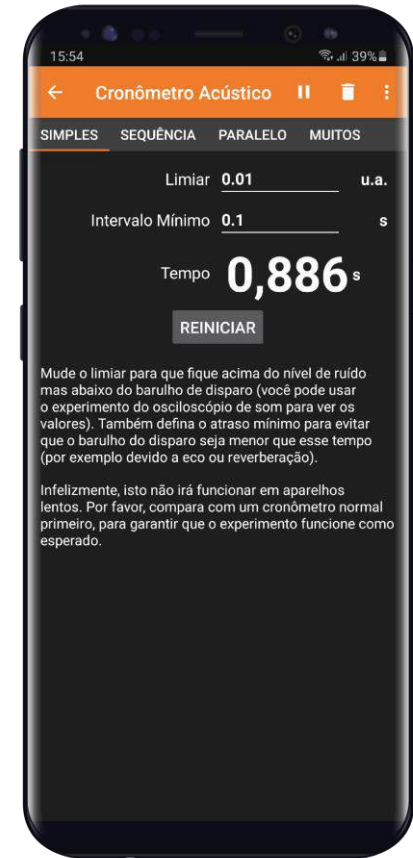 15:54 39%
Cronômetro Acústico
SIMPLES SEQUÊNCIA PARALELO MUITOS
Limiar 0.01 u.a.
Intervalo Mínimo 0.1 s
Tempo 0,886 s
REINICIAR
Mude o limiar para que fique acima do nível de ruído
mas abaixo do barulho de disparo (você pode usar
o experimento do osciloscópio de som para ver os
valores). Também defina o atraso mínimo para evitar
que o barulho do disparo seja menor que esse tempo
(por exemplo devido a eco ou reverberação).
Infelizmente, isto não irá funcionar em aparelhos
lentos. Por favor, compara com um cronômetro normal
primeiro, para garantir que o experimento funcione como
esperado.